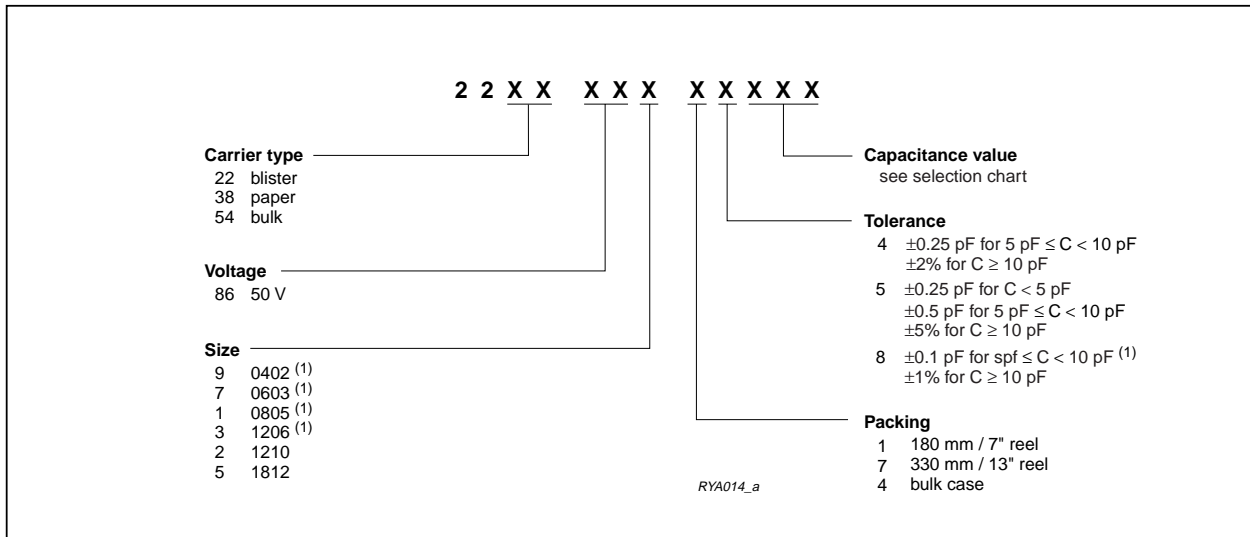 2 2 X X X X X X X X X X
Carrier type
22 blister
38 paper
54 bulk
Voltage
86 50 V
Size
9 0402 (1)
7 0603 (1)
1 0805 (1)
3 1206 (1)
2 1210
5 1812
Capacitance value
see selection chart
Tolerance
4 ±0.25 pF for 5 pF ≤ C < 10 pF
±2% for C ≥ 10 pF
5 ±0.25 pF for C < 5 pF
±0.5 pF for 5 pF ≤ C < 10 pF
±5% for C ≥ 10 pF
8 ±0.1 pF for spf ≤ C < 10 pF (1)
±1% for C ≥ 10 pF
Packing
1 180 mm / 7" reel
7 330 mm / 13" reel
4 bulk case
RYA014_a